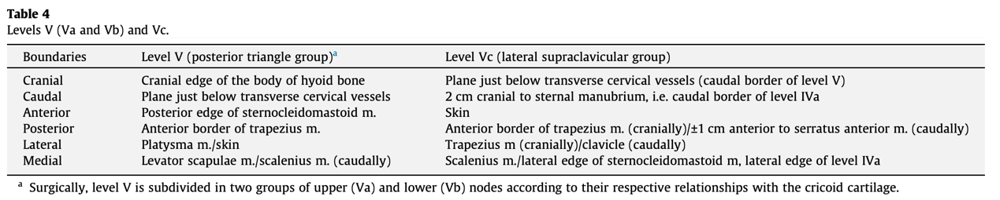 Table 4
Levels V (Va and Vb) and Vc.
Boundaries Level V (posterior triangle group)a Level Vc (lateral supraclavicular group)
Cranial Cranial edge of the body of hyoid bone Plane just below transverse cervical vessels (caudal border of level V)
Caudal Plane just below transverse cervical vessels 2 cm cranial to sternal manubrium, i.e. caudal border of level IVa
Anterior Posterior edge of sternocleidomastoid m. Skin
Posterior Anterior border of trapezius m. Anterior border of trapezius m. (cranially)/±1 cm anterior to serratus anterior m. (caudally)
Lateral Platysma m./skin Trapezius m (cranially)/clavicle (caudally)
Medial Levator scapulae m./scalenius m. (caudally) Scalenius m./lateral edge of sternocleidomastoid m, lateral edge of level IVa
a Surgically, level V is subdivided in two groups of upper (Va) and lower (Vb) nodes according to their respective relationships with the cricoid cartilage.